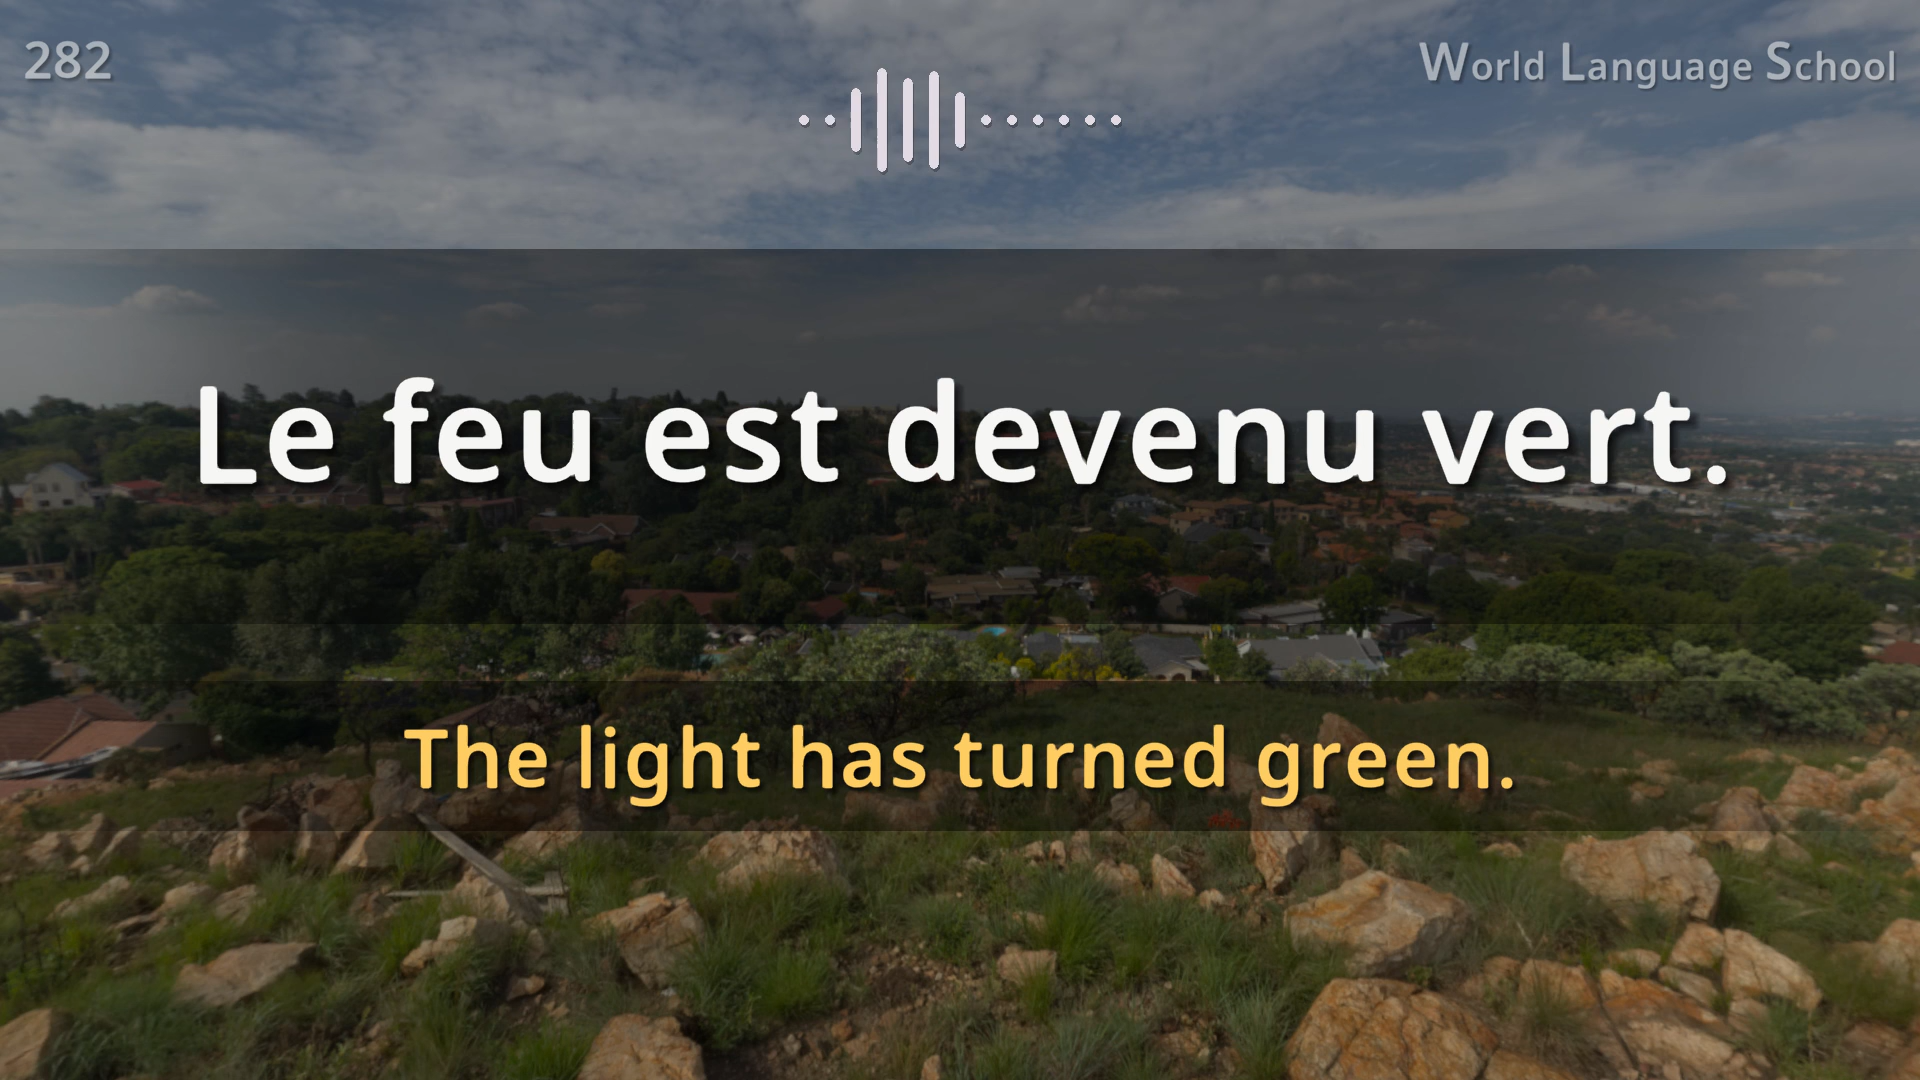 282
World Language School
Le feu est devenu vert.
The light has turned green.